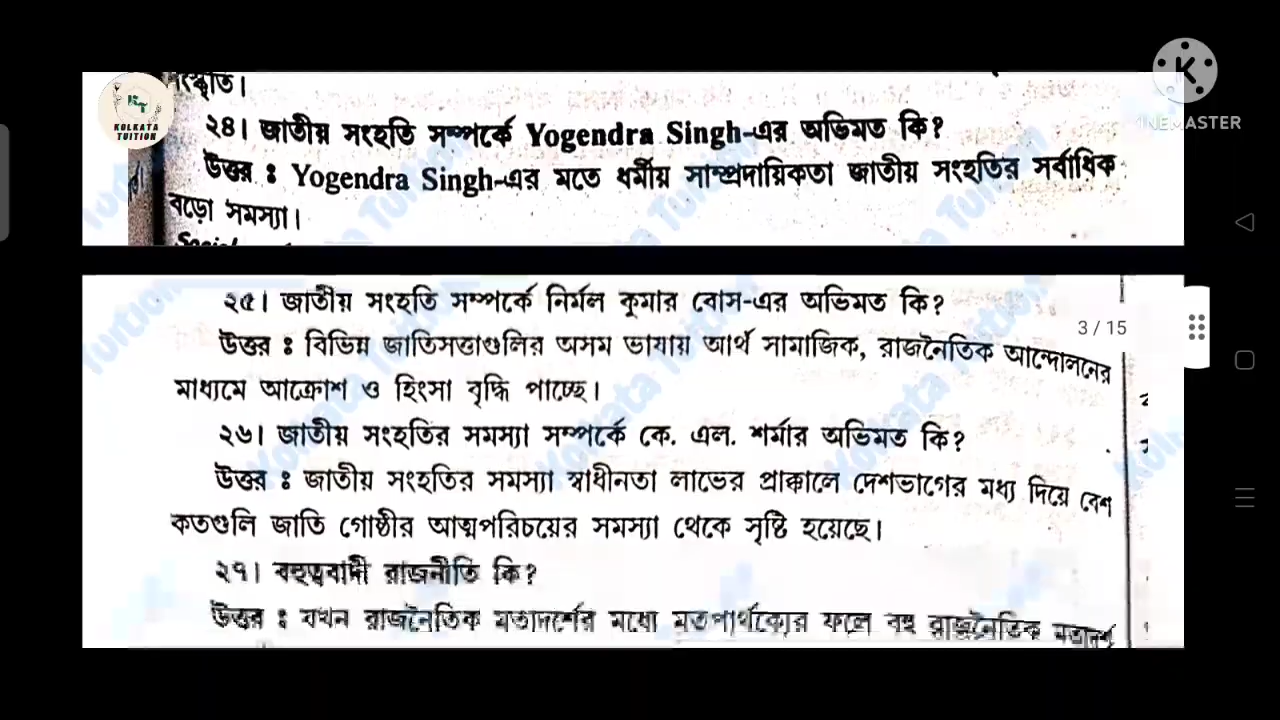 ২৪। জাতীয় সংহতি সম্পর্কে Yogendra Singh-এর অভিমত কি?
উত্তর : Yogendra Singh-এর মতে ধর্মীয় সাম্প্রদায়িকতা জাতীয় সংহতির সর্বাধিক
বড়ো সমস্যা।
২৫। জাতীয় সংহতি সম্পর্কে নির্মল কুমার বোস-এর অভিমত কি?
উত্তর : বিভিন্ন জাতিসত্তাগুলির অসম ভাষায় আর্থ সামাজিক, রাজনৈতিক আন্দোলনের
মাধ্যমে আক্রোশ ও হিংসা বৃদ্ধি পাচ্ছে।
২৬। জাতীয় সংহতির সমস্যা সম্পর্কে কে. এল. শর্মার অভিমত কি?
উত্তর : জাতীয় সংহতির সমস্যা স্বাধীনতা লাভের প্রাক্কালে দেশভাগের মধ্য দিয়ে বেশ
কতগুলি জাতি গোষ্ঠীর আত্মপরিচয়ের সমস্যা থেকে সৃষ্টি হয়েছে।
২৭। বহুত্ববাদী রাজনীতি কি?
উত্তর : যখন রাজনৈতিক মতাদর্শের মধ্যে মতপার্থক্যের ফলে বহু রাজনৈতিক মতাদর্শ
3 / 15
KOLKATA
TUITION
INEMASTER
Kolkata Tuition